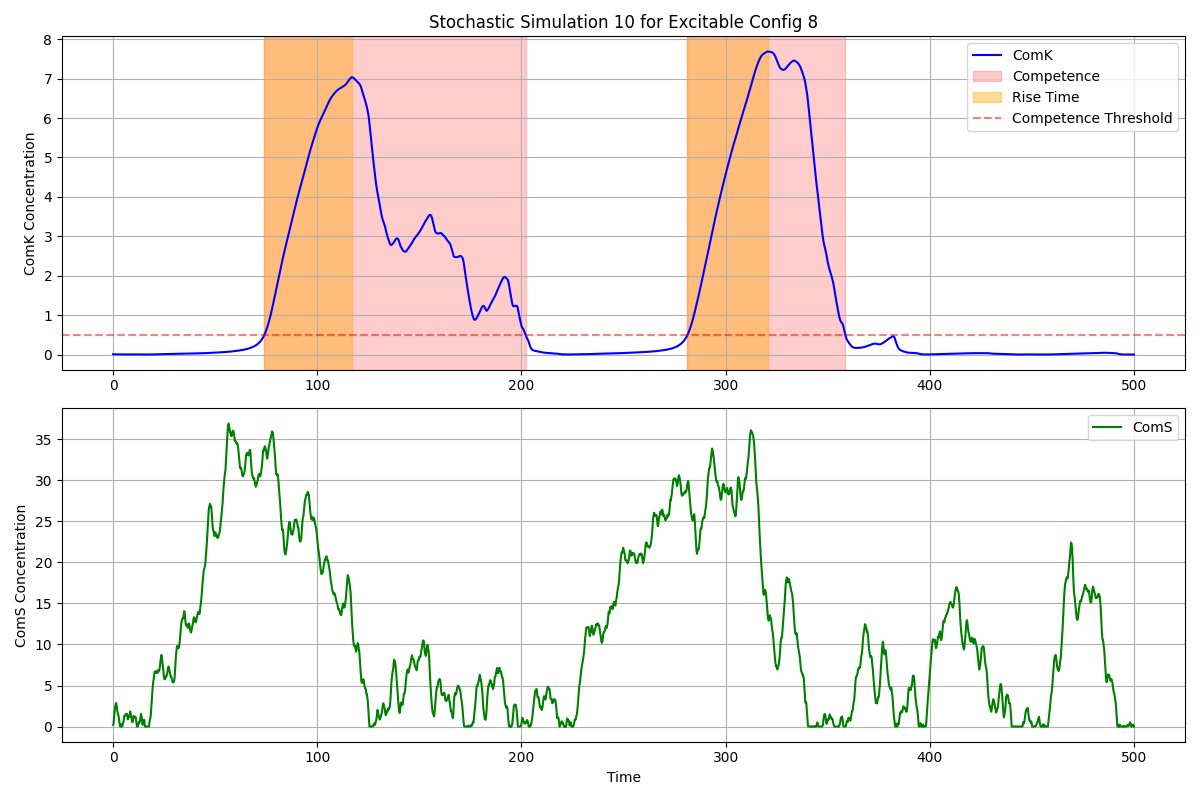 Stochastic Simulation 10 for Excitable Config 8
ComK Concentration
8
7
6
5
4
3
2
1
0
ComK
Competence
Rise Time
Competence Threshold
0 100 200 300 400 500
ComS Concentration
35
30
25
20
15
10
5
0
ComS
0 100 200 300 400 500
Time